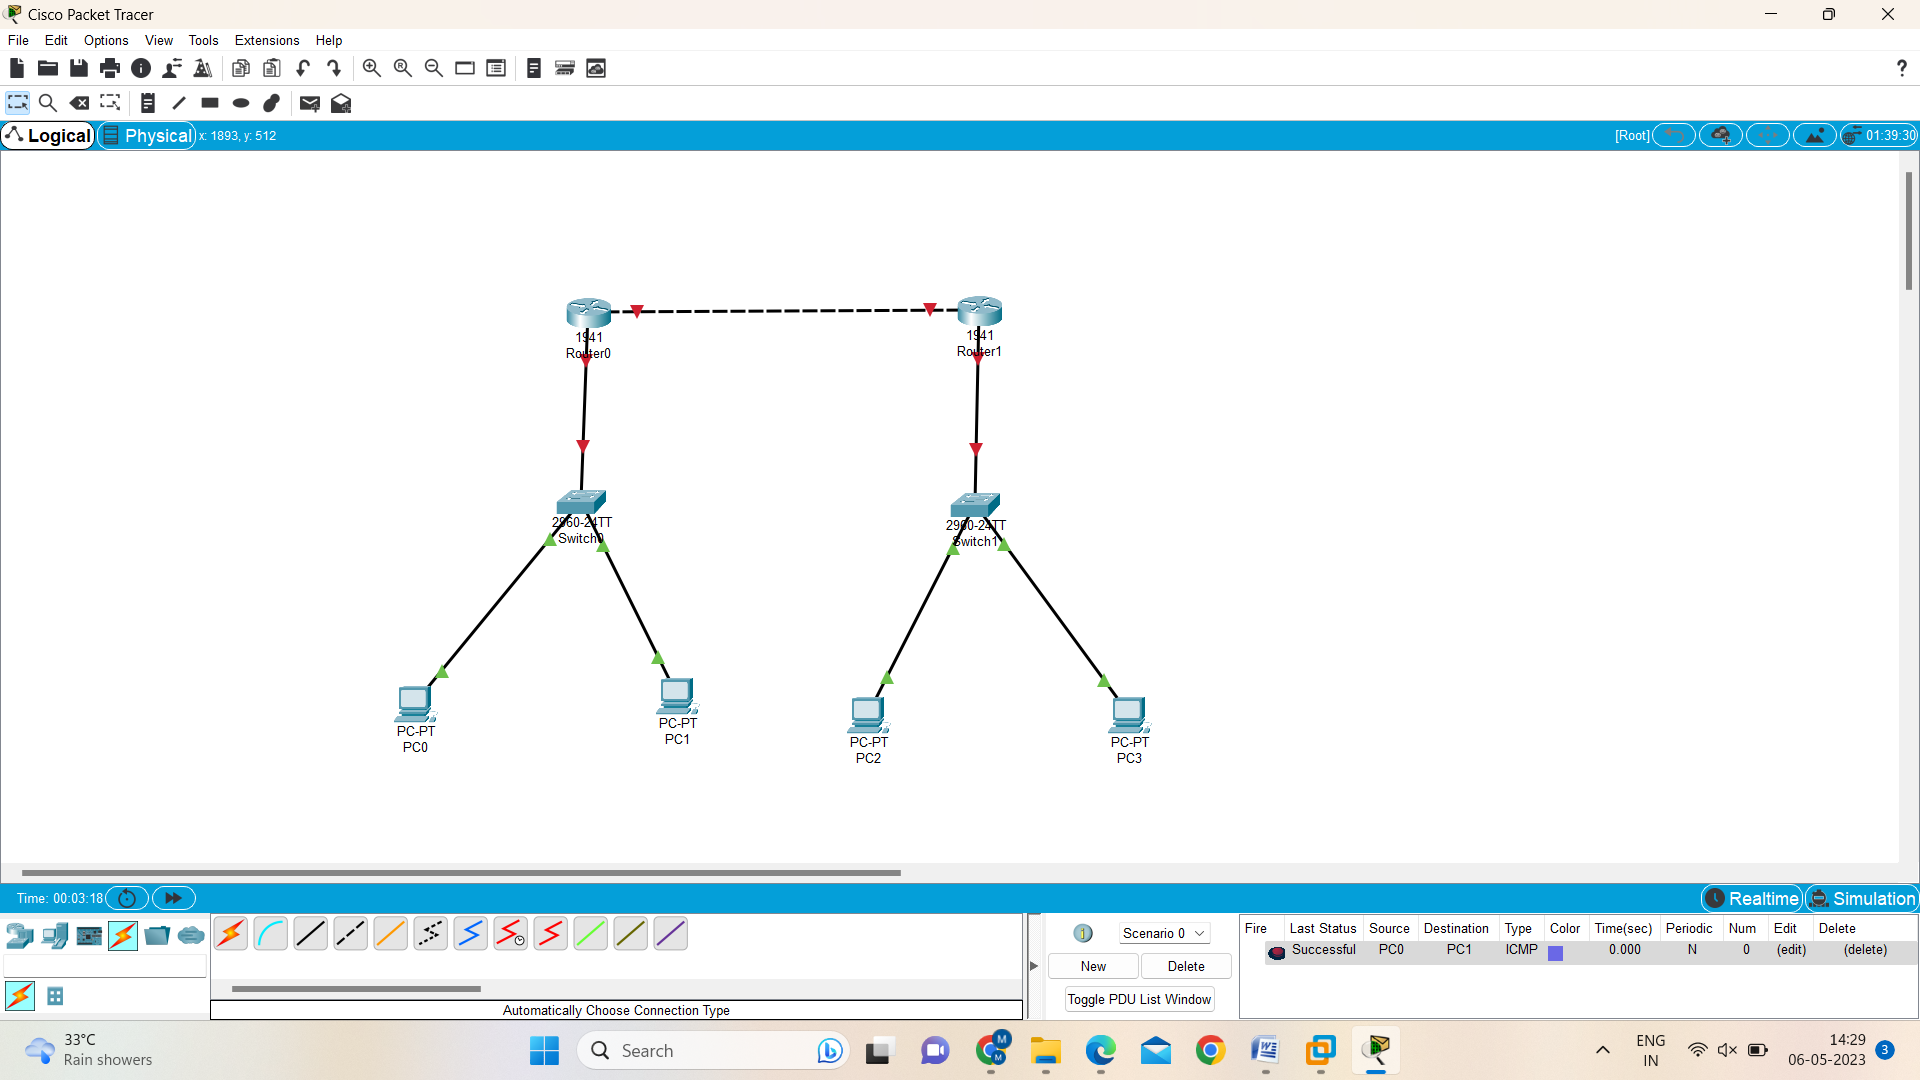 Cisco Packet Tracer
File Edit Options View Tools Extensions Help
?
Logical Physical x: 1893, y: 512 [Root] 01:39:30
1941
Router0
1941
Router1
2960-24TT
Switch0
2960-24TT
Switch1
PC-PT
PC0
PC-PT
PC1
PC-PT
PC2
PC-PT
PC3
Time: 00:03:18 Realtime Simulation
Automatically Choose Connection Type
1 Scenario 0
New Delete
Toggle PDU List Window
Fire Last Status Source Destination Type Color Time(sec) Periodic Num Edit Delete
Successful PC0 PC1 ICMP 0.000 N 0 (edit) (delete)
33°C
Rain showers
Search
M
M
ENG
IN
14:29
06-05-2023
3